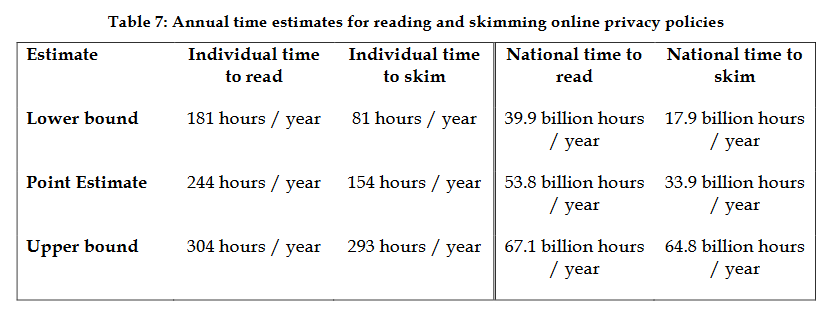 Table 7: Annual time estimates for reading and skimming online privacy policies
Estimate Individual time Individual time National time to National time to
to read to skim read skim
Lower bound 181 hours / year 81 hours / year 39.9 billion hours 17.9 billion hours
/ year / year
Point Estimate 244 hours / year 154 hours / year 53.8 billion hours 33.9 billion hours
/ year / year
Upper bound 304 hours / year 293 hours / year 67.1 billion hours 64.8 billion hours
/ year / year